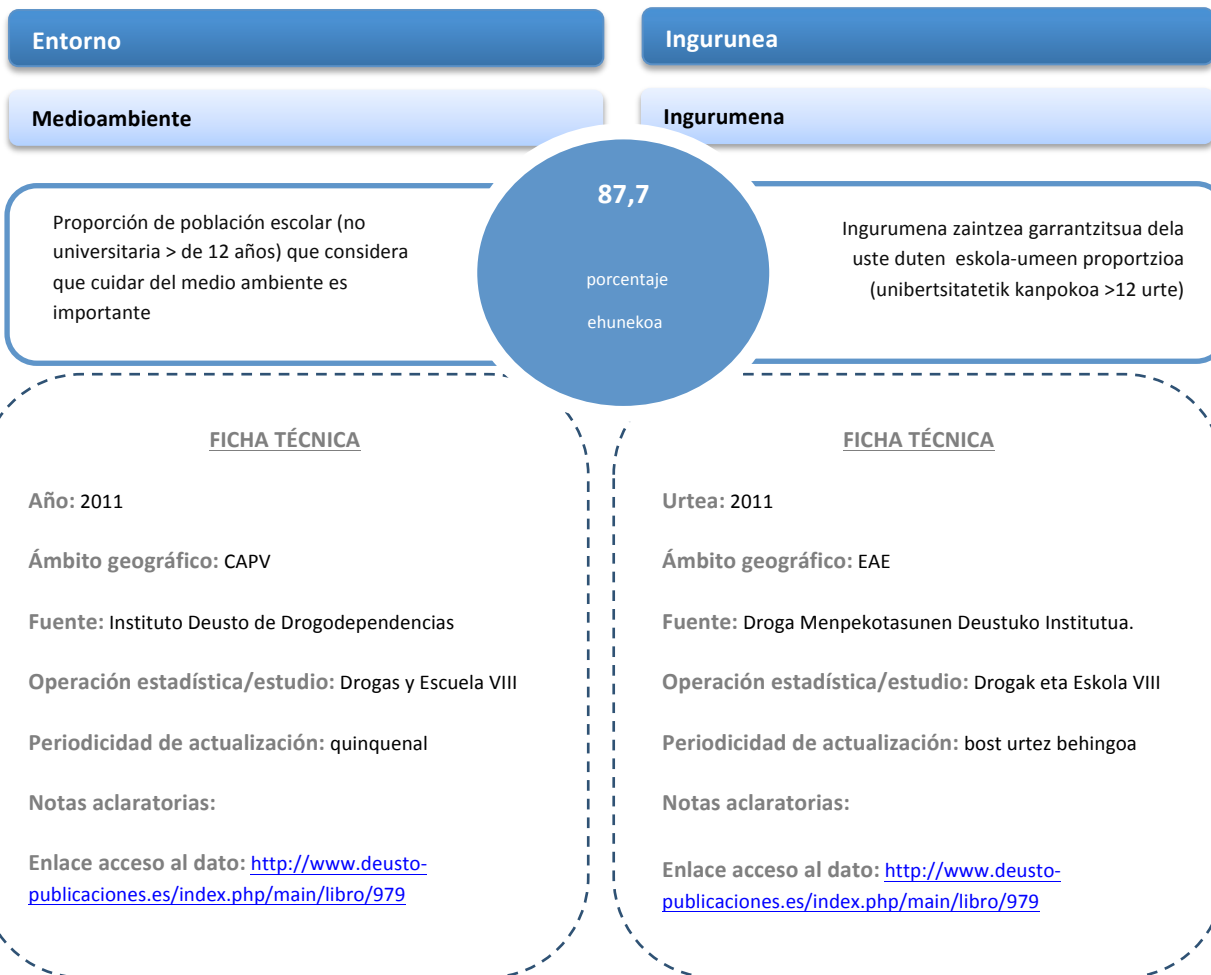 Entorno
Medioambiente
Proporción de población escolar (no
universitaria > de 12 años) que considera
que cuidar del medio ambiente es
importante
87,7
porcentaje
ehunekoa
Ingurunea
Ingurumena
Ingurumena zaintzea garrantzitsua dela
uste duten eskola-umeen proportzioa
(unibertsitatetik kanpokoa >12 urte)
FICHA TÉCNICA
Año: 2011
Ámbito geográfico: CAPV
Fuente: Instituto Deusto de Drogodependencias
Operación estadística/estudio: Drogas y Escuela VIII
Periodicidad de actualización: quinquenal
Notas aclaratorias:
Enlace acceso al dato: http://www.deusto-
publicaciones.es/index.php/main/libro/979
FICHA TÉCNICA
Urtea: 2011
Ámbito geográfico: EAE
Fuente: Droga Menpekotasunen Deustuko Institutua.
Operación estadística/estudio: Drogak eta Eskola VIII
Periodicidad de actualización: bost urtez behingoa
Notas aclaratorias:
Enlace acceso al dato: http://www.deusto-
publicaciones.es/index.php/main/libro/979